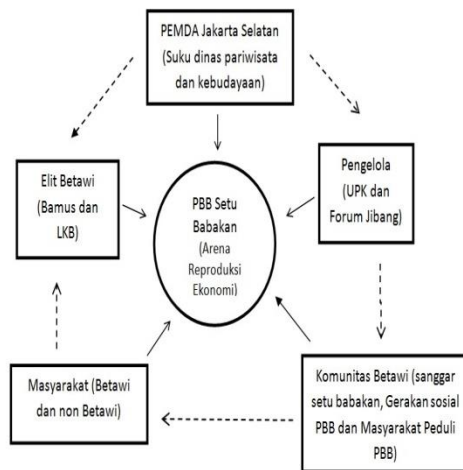 PEMDA Jakarta Selatan
(Suku dinas pariwisata
dan kebudayaan)
Elit Betawi
(Bamus dan
LKB)
PBB Setu
Babakan
(Arena
Reproduksi
Ekonomi)
Pengelola
(UPK dan
Forum Jibang)
Masyarakat (Betawi
dan non Betawi)
Komunitas Betawi (sanggar
setu babakan, Gerakan sosial
PBB dan Masyarakat Peduli
PBB)